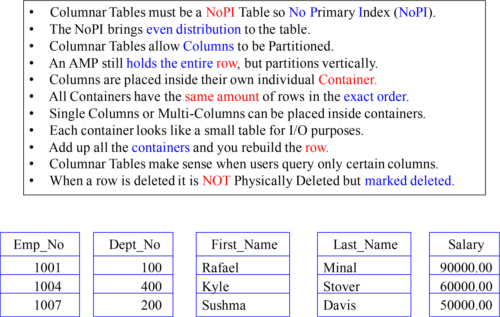 • Columnar Tables must be a NoPI Table so No Primary Index (NoPI).
• The NoPI brings even distribution to the table.
• Columnar Tables allow Columns to be Partitioned.
• An AMP still holds the entire row, but partitions vertically.
• Columns are placed inside their own individual Container.
• All Containers have the same amount of rows in the exact order.
• Single Columns or Multi-Columns can be placed inside containers.
• Each container looks like a small table for I/O purposes.
• Add up all the containers and you rebuild the row.
• Columnar Tables make sense when users query only certain columns.
• When a row is deleted it is NOT Physically Deleted but marked deleted.
Emp_No Dept_No First_Name Last_Name Salary
1001 100 Rafael Minal 90000.00
1004 400 Kyle Stover 60000.00
1007 200 Sushma Davis 50000.00